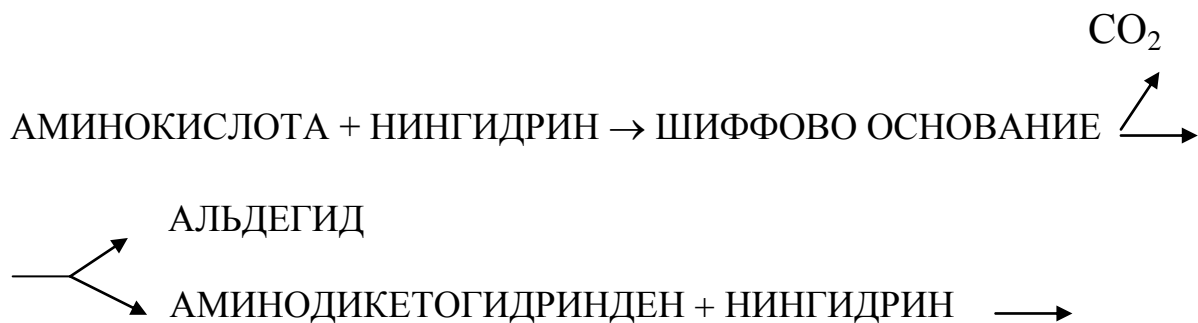 CO₂
АМИНОКИСЛОТА + НИНГИДРИН → ШИФФОВО ОСНОВАНИЕ
АЛЬДЕГИД
АМИНОДИКЕТОГИДРИНДЕН + НИНГИДРИН →